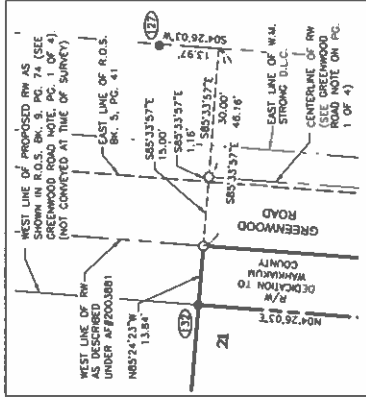 WEST LINE OF PROPOSED RW AS
SHOWN IN R.O.S. BK. 9, PG. 74 (SEE
GREENWOOD ROAD NOTE, PG. 1 OF 4).
(NOT CONVEYED AT TIME OF SURVEY)
EAST LINE OF R.O.S.
BK. 5, PG. 41
WEST LINE OF RW
AS DESCRIBED
UNDER AF#2003881
N85°24'23"W
13.84'
132
21
R/W
DEDICATION TO
WAHKIAKUM
COUNTY
N04°26'03"E
GREENWOOD
ROAD
S85°33'57"E
15.00'
S85°33'57"E
1.16'
S85°33'57"E
30.00'
S85°33'57"E
46.16'
127
S04°26'03"W
13.97'
EAST LINE OF W.M.
STRONG D.L.C.
CENTERLINE OF RW
(SEE GREENWOOD
ROAD NOTE ON PG.
1 OF 4)